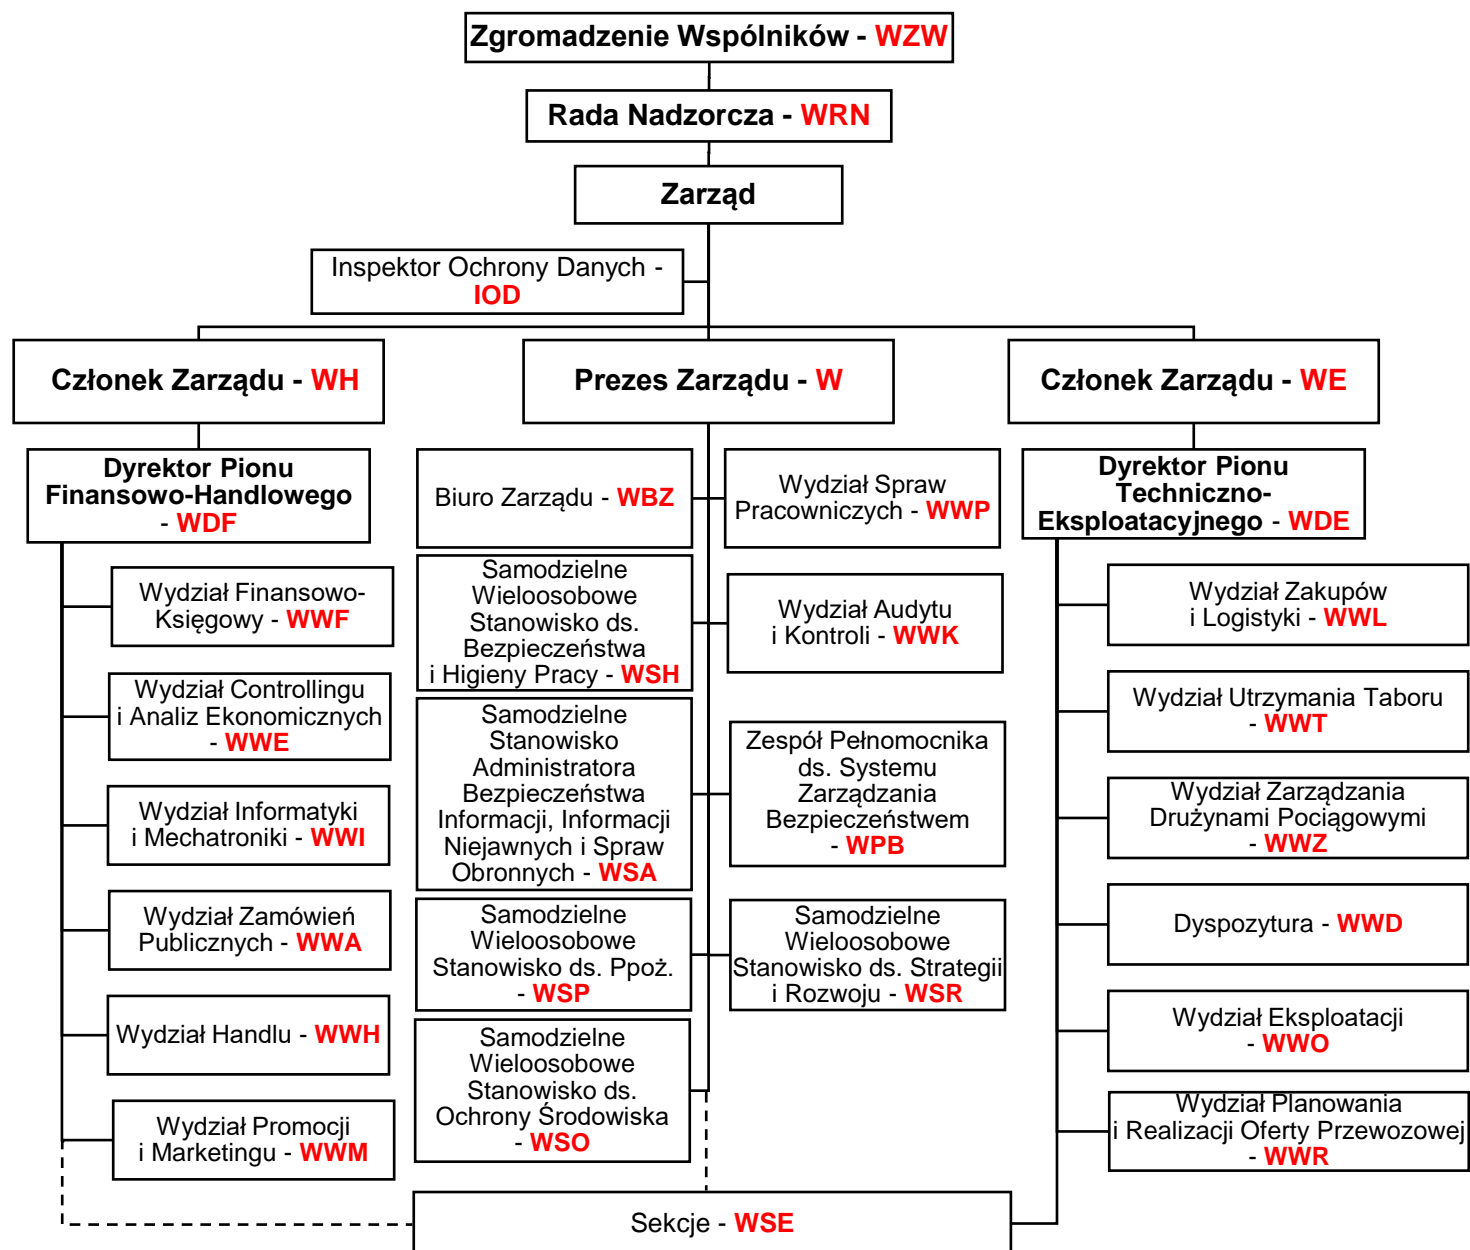 Zgromadzenie Wspólników - WZW
Rada Nadzorcza - WRN
Zarząd
Inspektor Ochrony Danych -
IOD
Członek Zarządu - WH
Prezes Zarządu - W
Członek Zarządu - WE
Dyrektor Pionu
Finansowo-Handlowego
- WDF
Wydział Finansowo-
Księgowy - WWF
Wydział Controllingu
i Analiz Ekonomicznych
- WWE
Wydział Informatyki
i Mechatroniki - WWI
Wydział Zamówień
Publicznych - WWA
Wydział Handlu - WWH
Wydział Promocji
i Marketingu - WWM
Biuro Zarządu - WBZ
Samodzielne
Wieloosobowe
Stanowisko ds.
Bezpieczeństwa
i Higieny Pracy - WSH
Samodzielne
Stanowisko
Administratora
Bezpieczeństwa
Informacji, Informacji
Niejawnych i Spraw
Obronnych - WSA
Samodzielne
Wieloosobowe
Stanowisko ds. Ppoż.
- WSP
Samodzielne
Wieloosobowe
Stanowisko ds.
Ochrony Środowiska
- WSO
Wydział Spraw
Pracowniczych - WWP
Wydział Audytu
i Kontroli - WWK
Zespół Pełnomocnika
ds. Systemu
Zarządzania
Bezpieczeństwem
- WPB
Samodzielne
Wieloosobowe
Stanowisko ds. Strategii
i Rozwoju - WSR
Dyrektor Pionu
Techniczno-
Eksploatacyjnego - WDE
Wydział Zakupów
i Logistyki - WWL
Wydział Utrzymania Taboru
- WWT
Wydział Zarządzania
Drużynami Pociągowymi
- WWZ
Dyspozytura - WWD
Wydział Eksploatacji
- WWO
Wydział Planowania
i Realizacji Oferty Przewozowej
- WWR
Sekcje - WSE